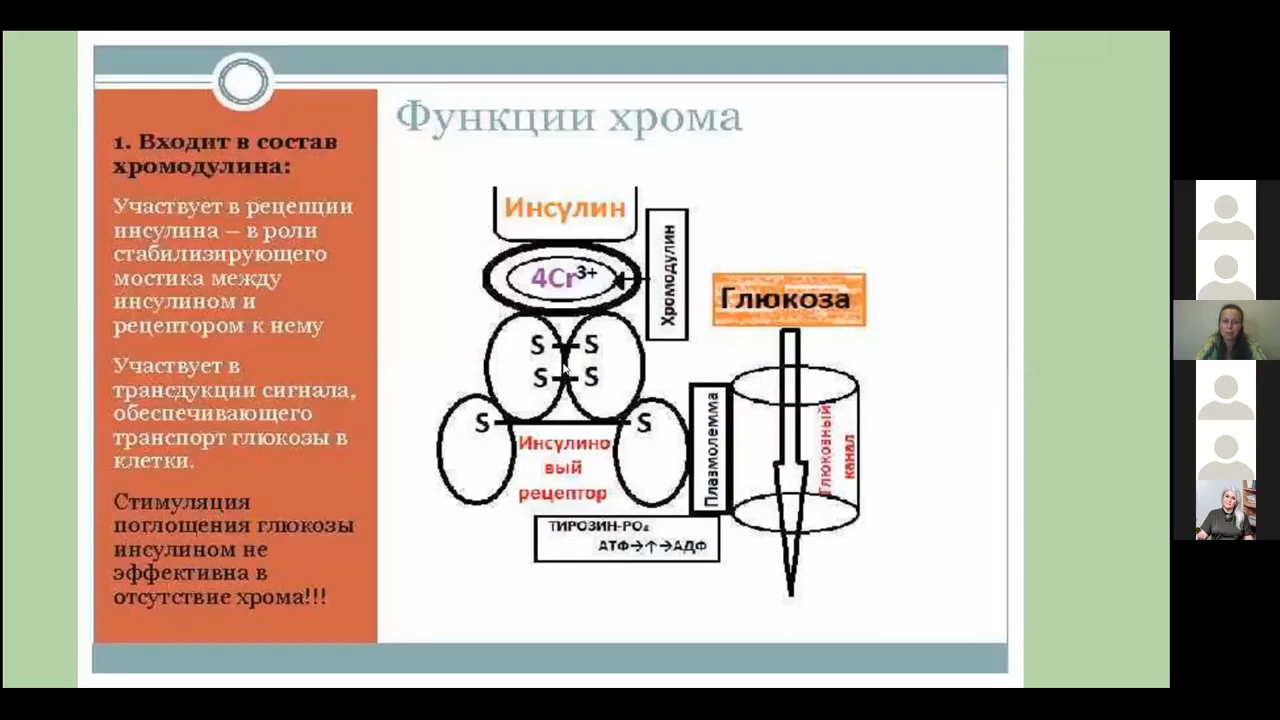 Функции хрома
1. Входит в состав
хромодулина:
Участвует в рецепции
инсулина – в роли
стабилизирующего
мостика между
инсулином и
рецептором к нему
Участвует в
трансдукции сигнала,
обеспечивающего
транспорт глюкозы в
клетки.
Стимуляция
поглощения глюкозы
инсулином не
эффективна в
отсутствие хрома!!!
Инсулин
4Cr³⁺
Хромодулин
Глюкоза
S S
S S
S S
Инсулино
вый
рецептор
Плазмолемма
Глюкозный
канал
ТИРОЗИН-PO₄
АТФ→↑→АДФ